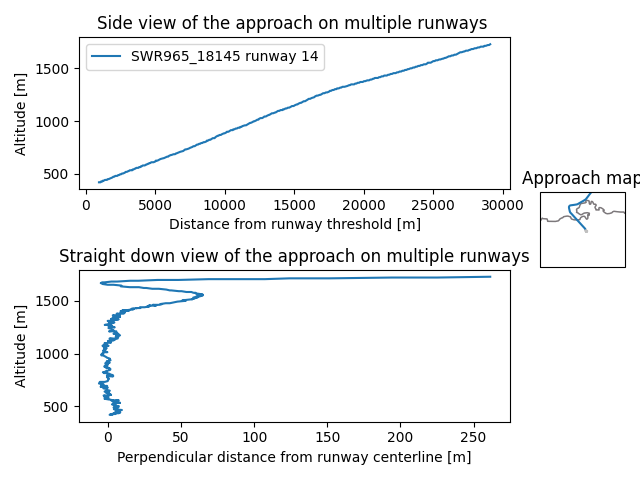 Side view of the approach on multiple runways
SWR965_18145 runway 14
Altitude [m]
1500
1000
500
0 5000 10000 15000 20000 25000 30000
Distance from runway threshold [m]
Approach map
Straight down view of the approach on multiple runways
Altitude [m]
1500
1000
500
0 50 100 150 200 250
Perpendicular distance from runway centerline [m]